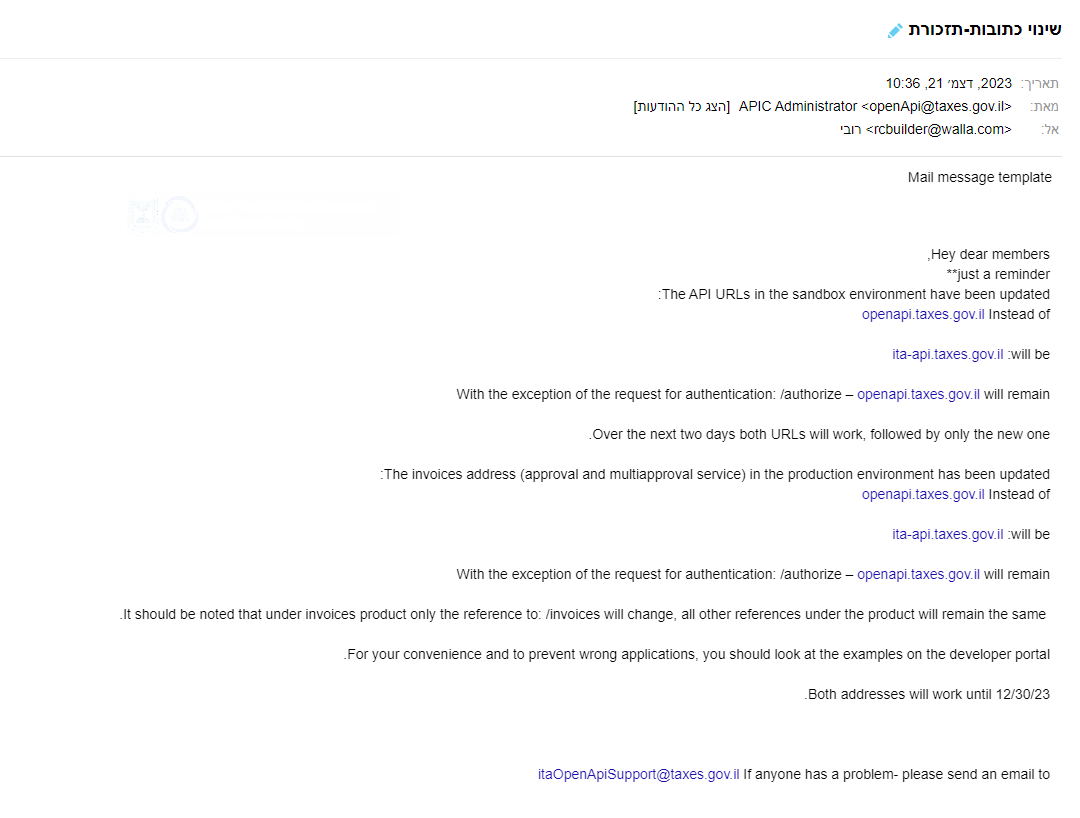 שינוי כתובות-תזכורת
תאריך: 2023, דצמ׳ 21, 10:36
מאת: APIC Administrator <openApi@taxes.gov.il> [הצג כל ההודעות]
אל: רובי <rcbuilder@walla.com>
Mail message template
,Hey dear members
**just a reminder
:The API URLs in the sandbox environment have been updated
openapi.taxes.gov.il Instead of
ita-api.taxes.gov.il :will be
With the exception of the request for authentication: /authorize – openapi.taxes.gov.il will remain
.Over the next two days both URLs will work, followed by only the new one
:The invoices address (approval and multiapproval service) in the production environment has been updated
openapi.taxes.gov.il Instead of
ita-api.taxes.gov.il :will be
With the exception of the request for authentication: /authorize – openapi.taxes.gov.il will remain
.It should be noted that under invoices product only the reference to: /invoices will change, all other references under the product will remain the same
.For your convenience and to prevent wrong applications, you should look at the examples on the developer portal
.Both addresses will work until 12/30/23
itaOpenApiSupport@taxes.gov.il If anyone has a problem- please send an email to